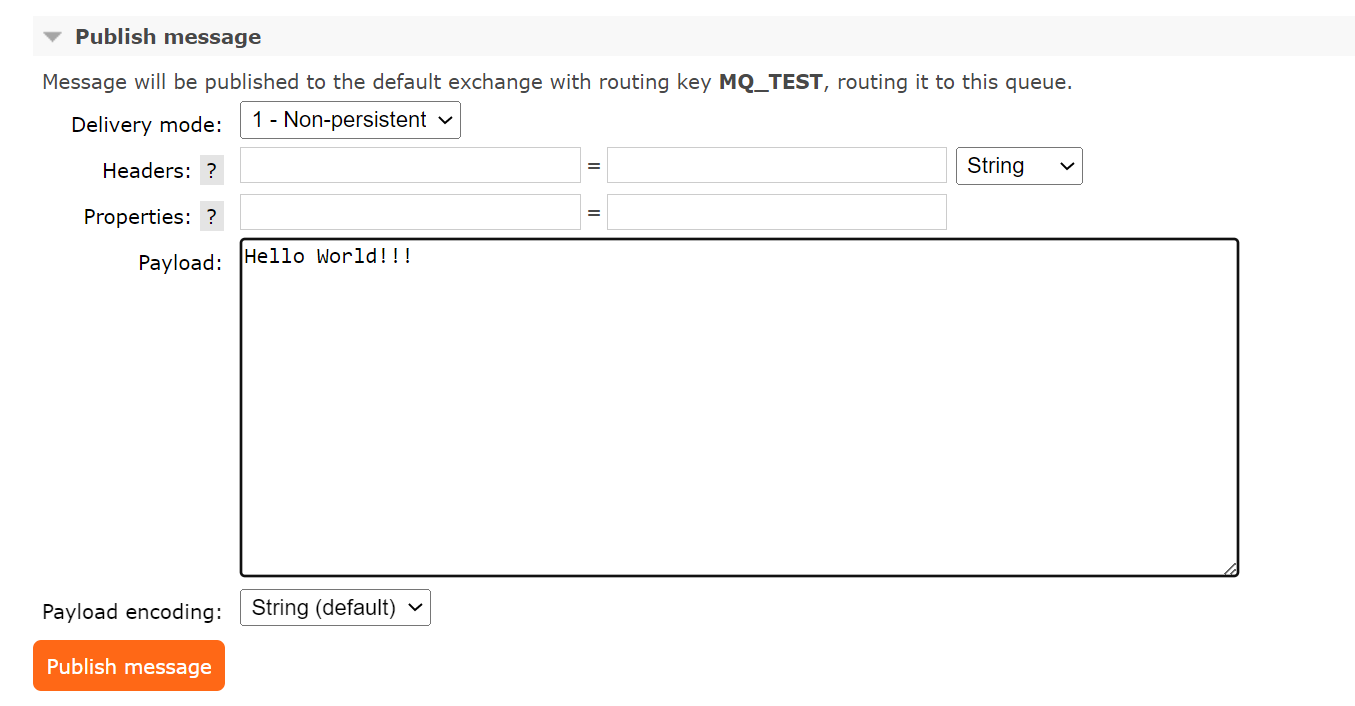 Publish message
Message will be published to the default exchange with routing key MQ_TEST, routing it to this queue.
Delivery mode: 1 - Non-persistent
Headers: ? = String
Properties: ? =
Payload: Hello World!!!
Payload encoding: String (default)
Publish message